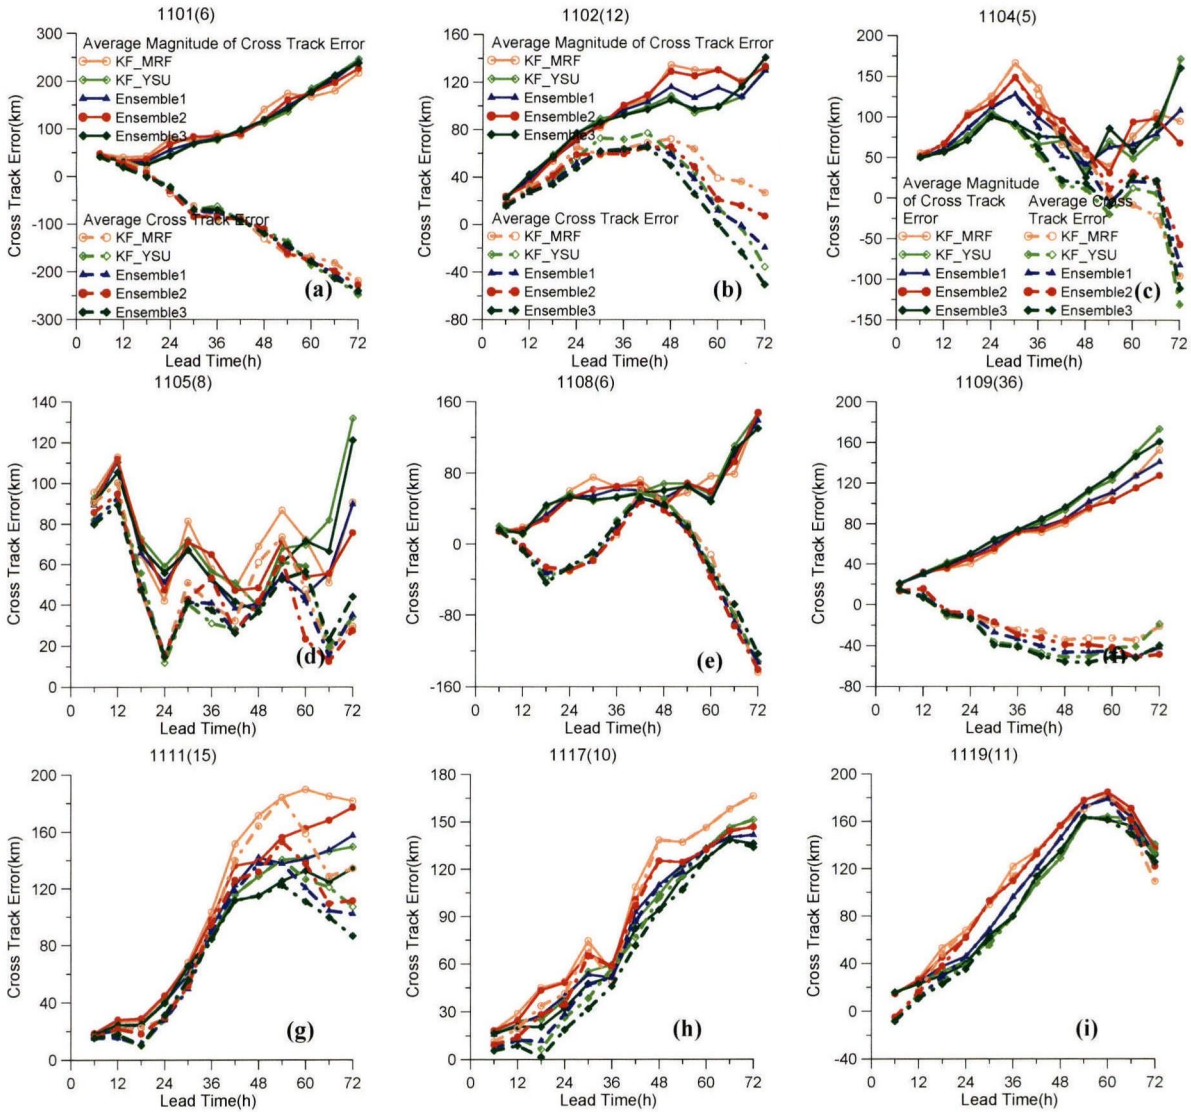 1101(6)
300
200
100
0
-100
-200
-300
Cross Track Error(km)
Average Magnitude of Cross Track Error
KF_MRF
KF_YSU
Ensemble1
Ensemble2
Ensemble3
Average Cross Track Error
KF_MRF
KF_YSU
Ensemble1
Ensemble2
Ensemble3
(a)
0 12 24 36 48 60 72
Lead Time(h)
1102(12)
160
120
80
40
0
-40
-80
Cross Track Error(km)
Average Magnitude of Cross Track Error
KF_MRF
KF_YSU
Ensemble1
Ensemble2
Ensemble3
Average Cross Track Error
KF_MRF
KF_YSU
Ensemble1
Ensemble2
Ensemble3
(b)
0 12 24 36 48 60 72
Lead Time(h)
1104(5)
200
150
100
50
0
-50
-100
-150
Cross Track Error(km)
Average Magnitude
of Cross Track
Error
KF_MRF
KF_YSU
Ensemble1
Ensemble2
Ensemble3
Average Cross
Track Error
KF_MRF
KF_YSU
Ensemble1
Ensemble2
Ensemble3
(c)
0 12 24 36 48 60 72
Lead Time(h)
1105(8)
140
120
100
80
60
40
20
0
Cross Track Error(km)
(d)
0 12 24 36 48 60 72
Lead Time(h)
1108(6)
160
80
0
-80
-160
Cross Track Error(km)
(e)
0 12 24 36 48 60 72
Lead Time(h)
1109(36)
200
160
120
80
40
0
-40
-80
Cross Track Error(km)
0 12 24 36 48 60 72
Lead Time(h)
1111(15)
200
160
120
80
40
0
Cross Track Error(km)
(g)
0 12 24 36 48 60 72
Lead Time(h)
1117(10)
180
150
120
90
60
30
0
Cross Track Error(km)
(h)
0 12 24 36 48 60 72
Lead Time(h)
1119(11)
200
160
120
80
40
0
-40
Cross Track Error(km)
(i)
0 12 24 36 48 60 72
Lead Time(h)